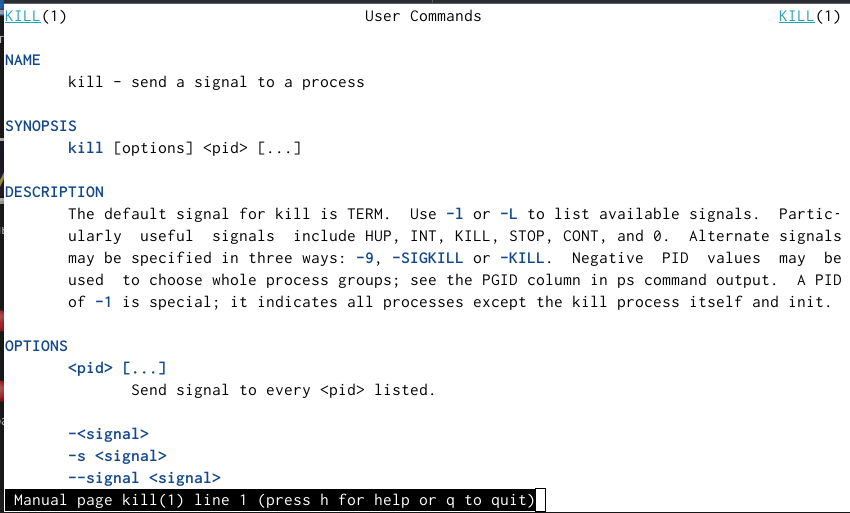 KILL(1) User Commands KILL(1)
NAME
kill - send a signal to a process
SYNOPSIS
kill [options] <pid> [...]
DESCRIPTION
The default signal for kill is TERM. Use -l or -L to list available signals. Partic-
ularly useful signals include HUP, INT, KILL, STOP, CONT, and 0. Alternate signals
may be specified in three ways: -9, -SIGKILL or -KILL. Negative PID values may be
used to choose whole process groups; see the PGID column in ps command output. A PID
of -1 is special; it indicates all processes except the kill process itself and init.
OPTIONS
<pid> [...]
Send signal to every <pid> listed.
-<signal>
-s <signal>
--signal <signal>
Manual page kill(1) line 1 (press h for help or q to quit)